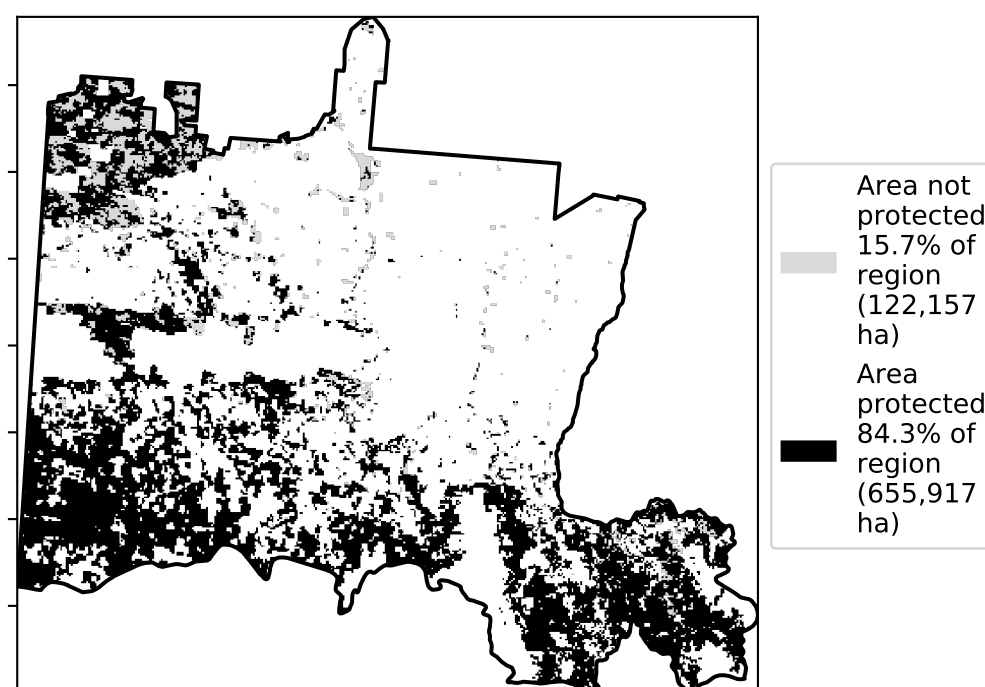 Area not
protected
15.7% of
region
(122,157
ha)
Area
protected
84.3% of
region
(655,917
ha)